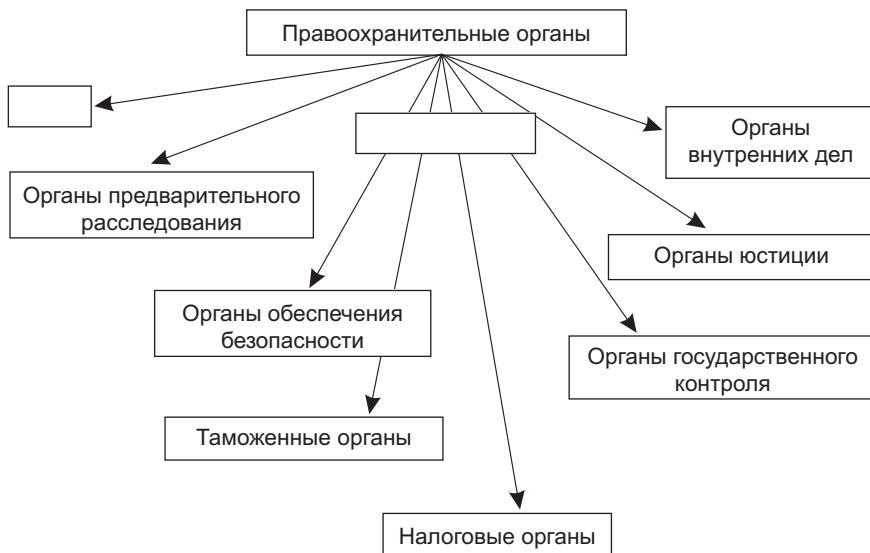 Правоохранительные органы
Органы
внутренних дел
Органы предварительного
расследования
Органы юстиции
Органы обеспечения
безопасности
Органы государственного
контроля
Таможенные органы
Налоговые органы